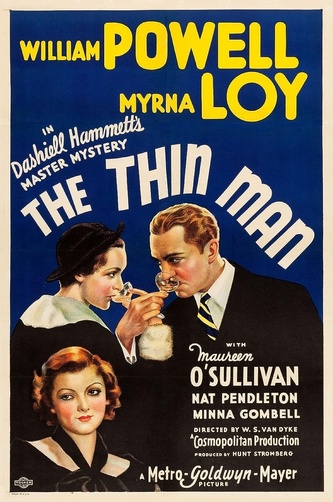 WILLIAM POWELL
MYRNA LOY
IN
Dashiell Hammett's
MASTER MYSTERY
THE THIN MAN
WITH
Maureen
O'SULLIVAN
NAT PENDLETON
MINNA GOMBELL
DIRECTED BY W. S. VAN DYKE
A Cosmopolitan Production
PRODUCED BY HUNT STROMBERG
A Metro-Goldwyn-Mayer
PICTURE